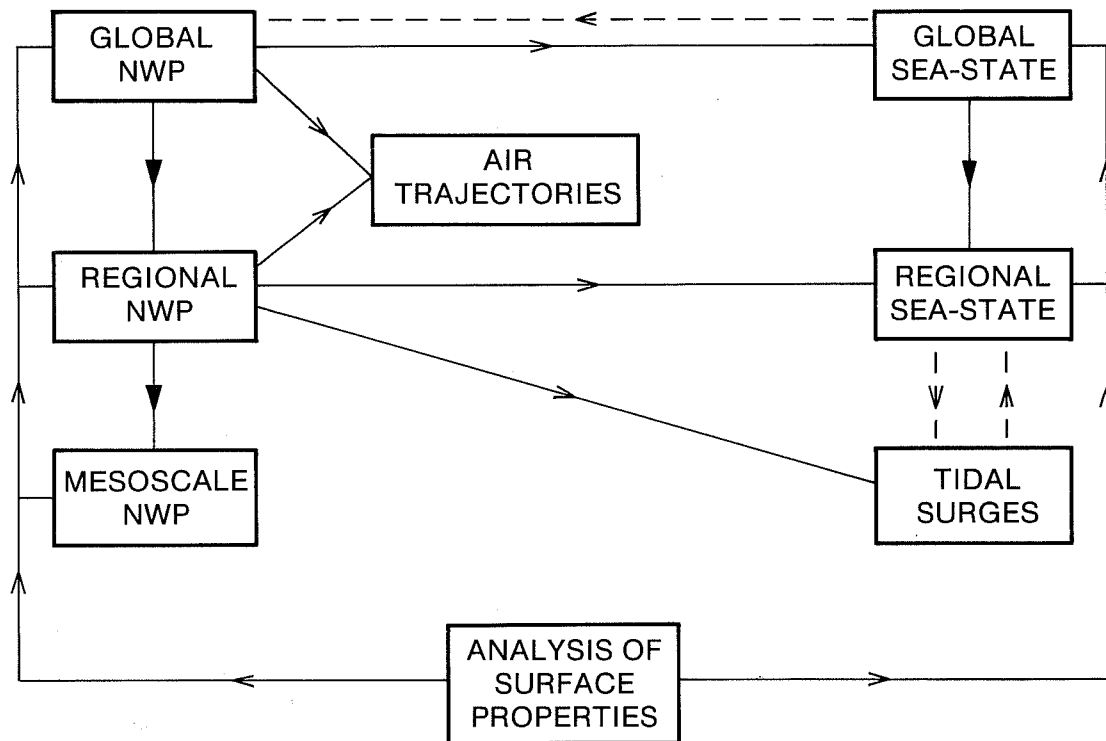 GLOBAL
NWP
GLOBAL
SEA-STATE
AIR
TRAJECTORIES
REGIONAL
NWP
REGIONAL
SEA-STATE
MESOSCALE
NWP
TIDAL
SURGES
ANALYSIS OF
SURFACE
PROPERTIES